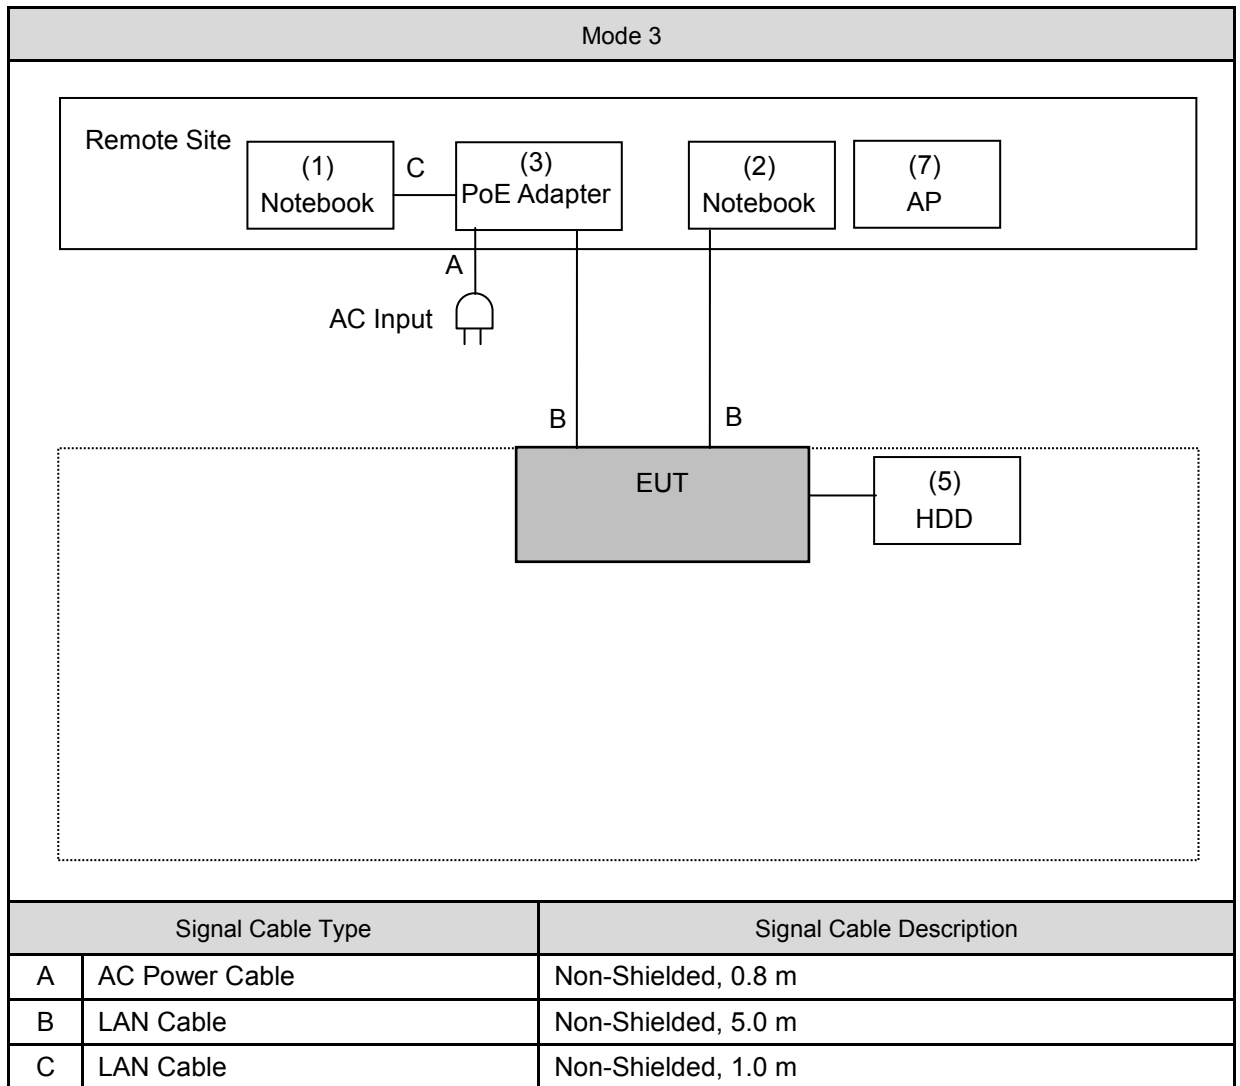 Mode 3
Remote Site
(1)
Notebook
C
(3)
PoE Adapter
(2)
Notebook
(7)
AP
A
AC Input
B
B
EUT
(5)
HDD
Signal Cable Type Signal Cable Description
A AC Power Cable Non-Shielded, 0.8 m
B LAN Cable Non-Shielded, 5.0 m
C LAN Cable Non-Shielded, 1.0 m